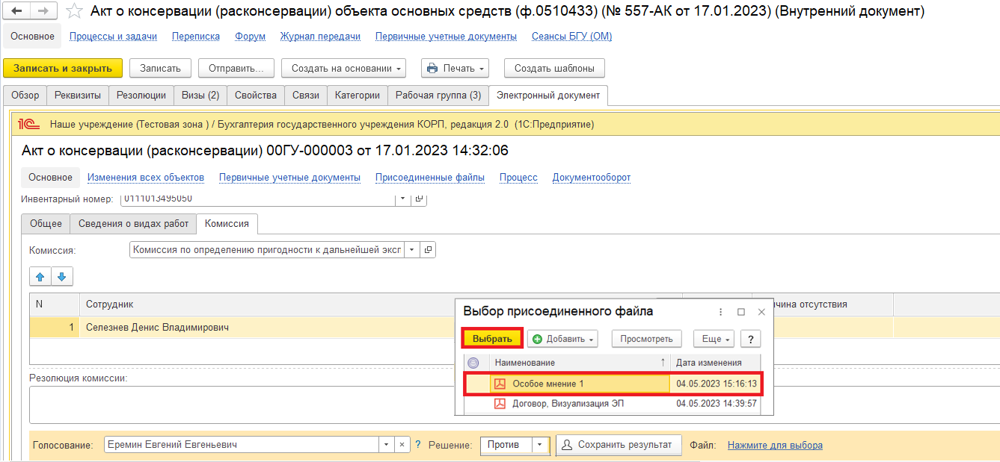 Акт о консервации (расконсервации) объекта основных средств (ф.0510433) (№ 557-АК от 17.01.2023) (Внутренний документ)
Основное Процессы и задачи Переписка Форум Журнал передачи Первичные учетные документы Сеансы БГУ (ОМ)
Записать и закрыть Записать Отправить... Создать на основании Печать Создать шаблоны
Обзор Реквизиты Резолюции Визы (2) Свойства Связи Категории Рабочая группа (3) Электронный документ
1С Наше учреждение (Тестовая зона ) / Бухгалтерия государственного учреждения КОРП, редакция 2.0 (1С:Предприятие)
Акт о консервации (расконсервации) 00ГУ-000003 от 17.01.2023 14:32:06
Основное Изменения всех объектов Первичные учетные документы Присоединенные файлы Процесс Документооборот
Инвентарный номер: 0111013495050
Общее Сведения о видах работ Комиссия
Комиссия: Комиссия по определению пригодности к дальнейшей эксп
N Сотрудник чина отсутствия
1 Селезнев Денис Владимирович
Выбор присоединенного файла
Выбрать Добавить Просмотреть Еще ?
Наименование ↑ Дата изменения
Особое мнение 1 04.05.2023 15:16:13
Договор, Визуализация ЭП 04.05.2023 14:39:57
Резолюция комиссии:
Голосование: Еремин Евгений Евгеньевич × ? Решение: Против Сохранить результат Файл: Нажмите для выбора